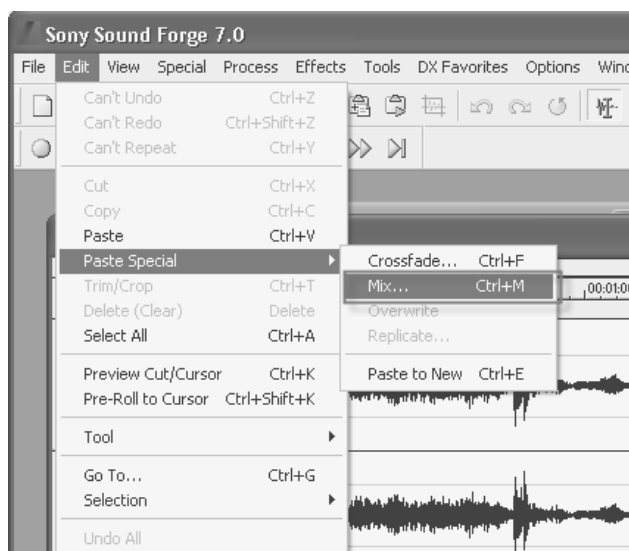 Sony Sound Forge 7.0
File Edit View Special Process Effects Tools DX Favorites Options
Can't Undo Ctrl+Z
Can't Redo Ctrl+Shift+Z
Can't Repeat Ctrl+Y
Cut Ctrl+X
Copy Ctrl+C
Paste Ctrl+V
Paste Special
Trim/Crop Ctrl+T
Delete (Clear) Delete
Select All Ctrl+A
Preview Cut/Cursor Ctrl+K
Pre-Roll to Cursor Ctrl+Shift+K
Tool
Go To... Ctrl+G
Selection
Undo All
Crossfade... Ctrl+F
Mix... Ctrl+M
Overwrite
Replicate...
Paste to New Ctrl+E